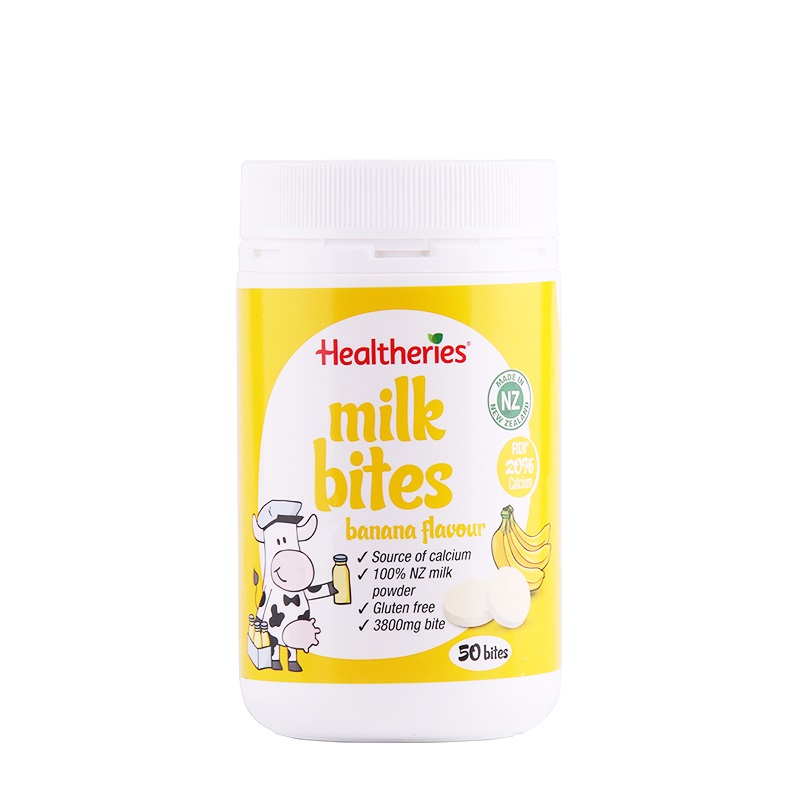 Healtheries®
milk
bites
banana flavour
✓ Source of calcium
✓ 100% NZ milk
powder
✓ Gluten free
✓ 3800mg bite
MADE IN
NZ
NEW ZEALAND
RDI*
20%
Calcium
50 bites